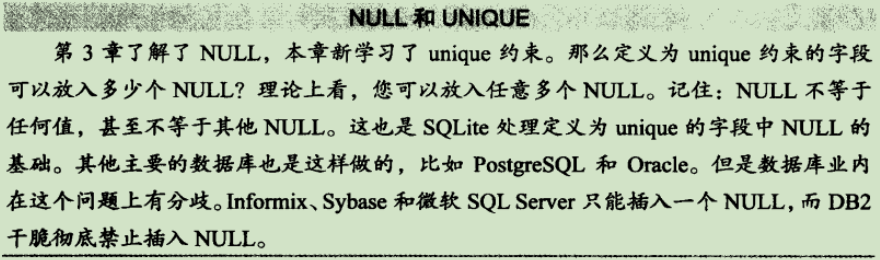 NULL 和 UNIQUE
第 3 章了解了 NULL，本章新学习了 unique 约束。那么定义为 unique 约束的字段
可以放入多少个 NULL？理论上看，您可以放入任意多个 NULL。记住：NULL 不等于
任何值，甚至不等于其他 NULL。这也是 SQLite 处理定义为 unique 的字段中 NULL 的
基础。其他主要的数据库也是这样做的，比如 PostgreSQL 和 Oracle。但是数据库业内
在这个问题上有分歧。Informix、Sybase 和微软 SQL Server 只能插入一个 NULL，而 DB2
干脆彻底禁止插入 NULL。